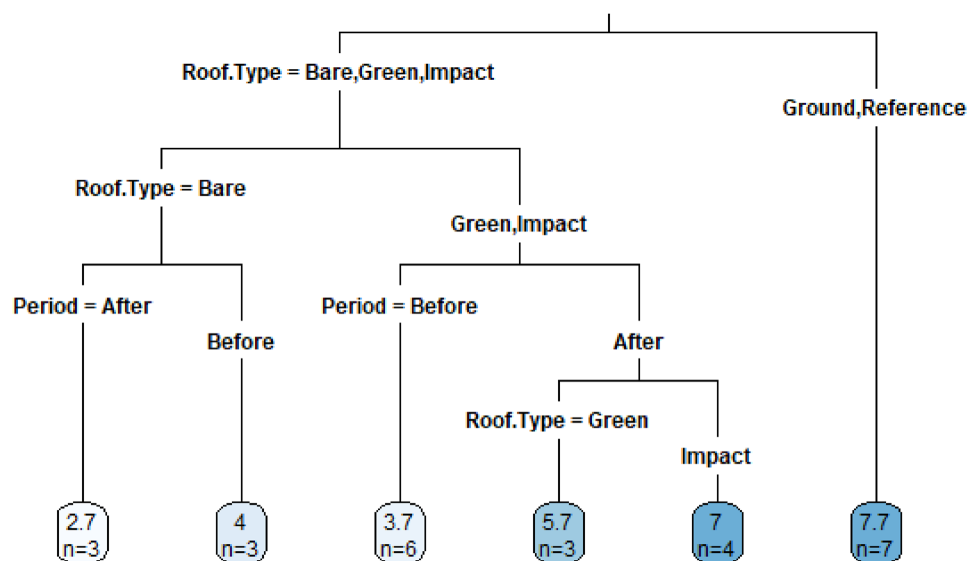 Roof.Type = Bare,Green,Impact
Ground,Reference
Roof.Type = Bare
Green,Impact
Period = After
Period = Before
Before
After
Roof.Type = Green
Impact
2.7
n=3
4
n=3
3.7
n=6
5.7
n=3
7
n=4
7.7
n=7